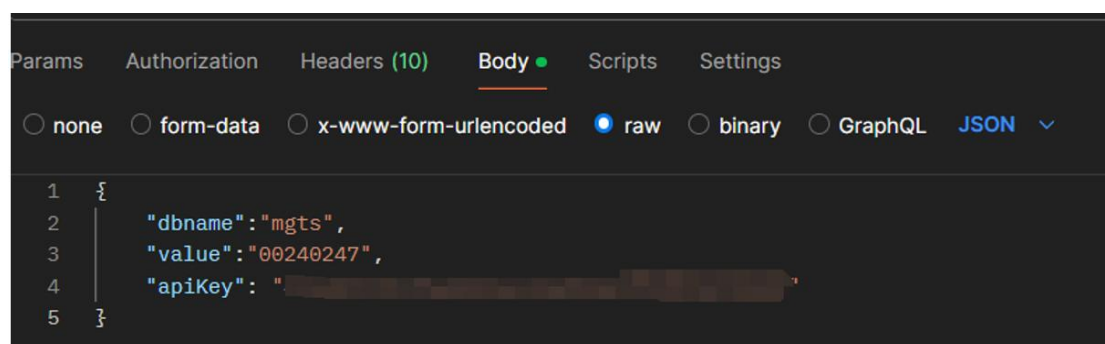 Params Authorization Headers (10) Body Scripts Settings
none form-data x-www-form-urlencoded raw binary GraphQL JSON
1 {
2 "dbname":"mgts",
3 "value":"00240247",
4 "apiKey": " "
5 }